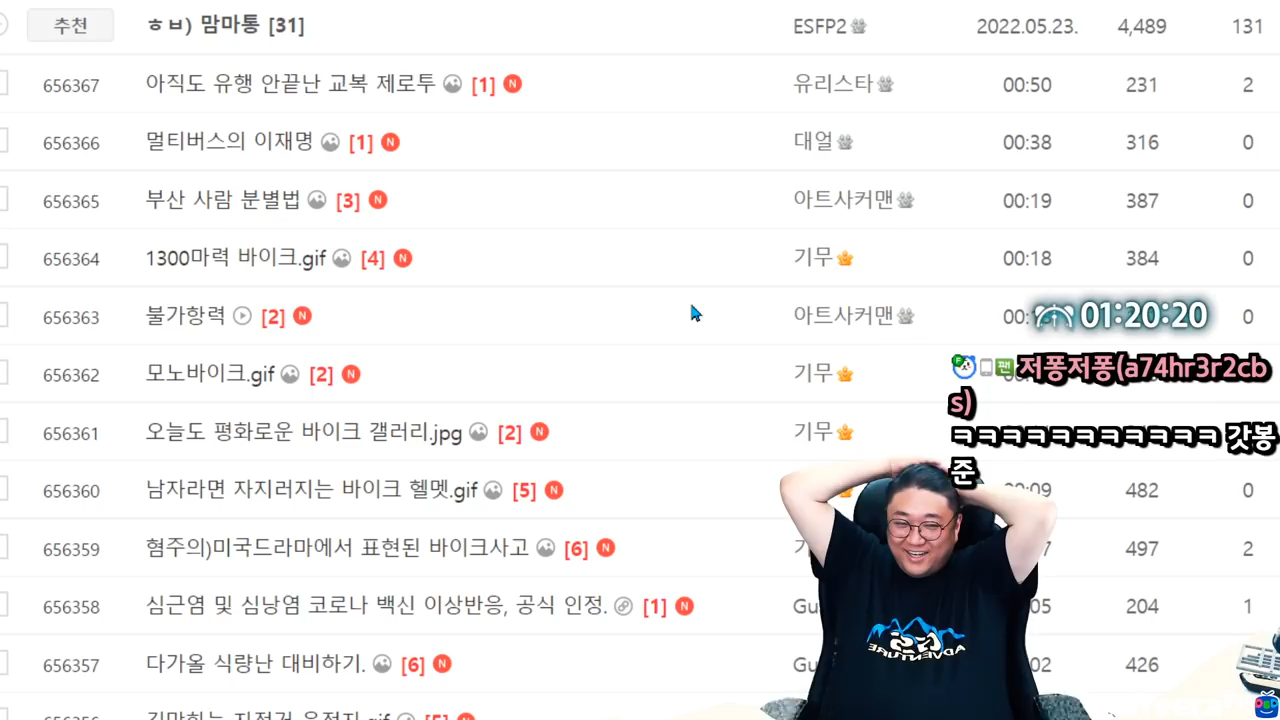 추천 ㅎㅂ) 맘마통 [31] ESFP2 2022.05.23. 4,489 131
656367 아직도 유행 안끝난 교복 제로투 [1] N 유리스타 00:50 231 2
656366 멀티버스의 이재명 [1] N 대얼 00:38 316 0
656365 부산 사람 분별법 [3] N 아트사커맨 00:19 387 0
656364 1300마력 바이크.gif [4] N 기무 00:18 384 0
656363 불가항력 [2] N 아트사커맨 00: 01:20:20 0
656362 모노바이크.gif [2] N 기무
팬 저퐁저퐁(a74hr3r2cb
s)
656361 오늘도 평화로운 바이크 갤러리.jpg [2] N 기무
ㅋㅋㅋㅋㅋㅋㅋㅋㅋㅋㅋ 갓봉
준
656360 남자라면 자지러지는 바이크 헬멧.gif [5] N :09 482 0
656359 혐주의)미국드라마에서 표현된 바이크사고 [6] N 기 7 497 2
656358 심근염 및 심낭염 코로나 백신 이상반응, 공식 인정. [1] N Gu 05 204 1
656357 다가올 식량난 대비하기. [6] N Gu 02 426
ADVENTURE